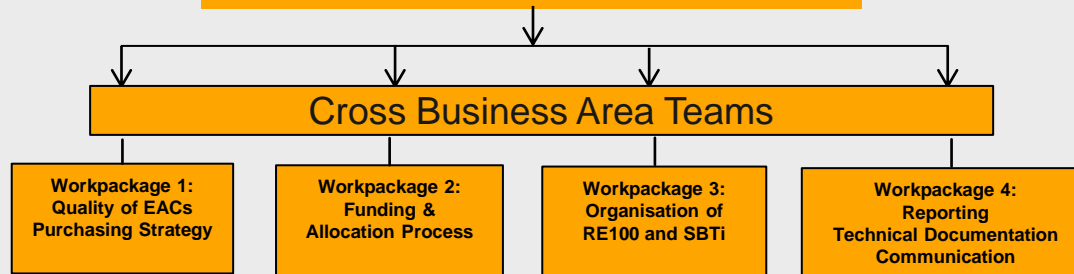 Cross Business Area Teams
Workpackage 1:
Quality of EACs
Purchasing Strategy
Workpackage 2:
Funding &
Allocation Process
Workpackage 3:
Organisation of
RE100 and SBTi
Workpackage 4:
Reporting
Technical Documentation
Communication